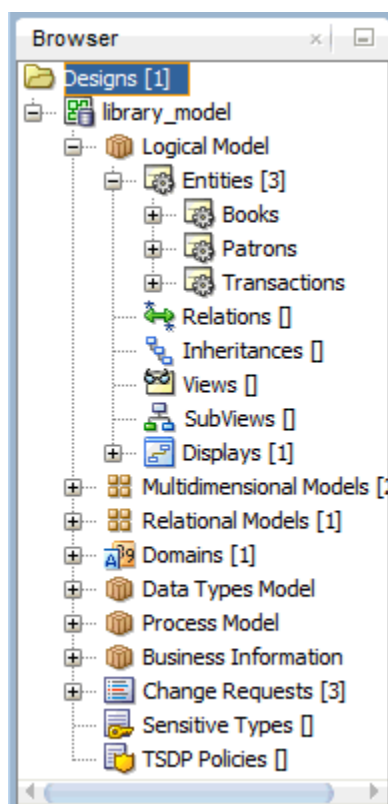 Browser
Designs [1]
library_model
Logical Model
Entities [3]
Books
Patrons
Transactions
Relations []
Inheritances []
Views []
SubViews []
Displays [1]
Multidimensional Models [
Relational Models [1]
Domains [1]
Data Types Model
Process Model
Business Information
Change Requests [3]
Sensitive Types []
TSDP Policies []